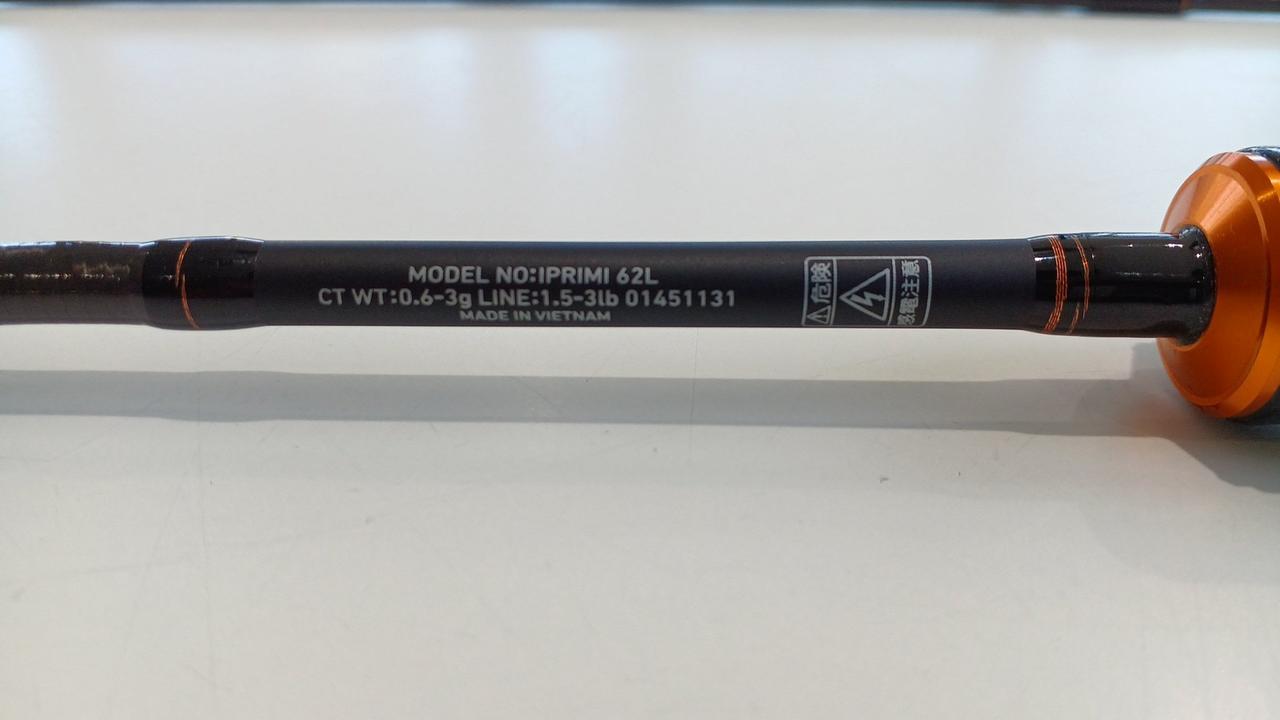 MODEL NO:IPRIMI 62L
CT WT:0.6-3g LINE:1.5-3lb 01451131
MADE IN VIETNAM
危険
感電注意